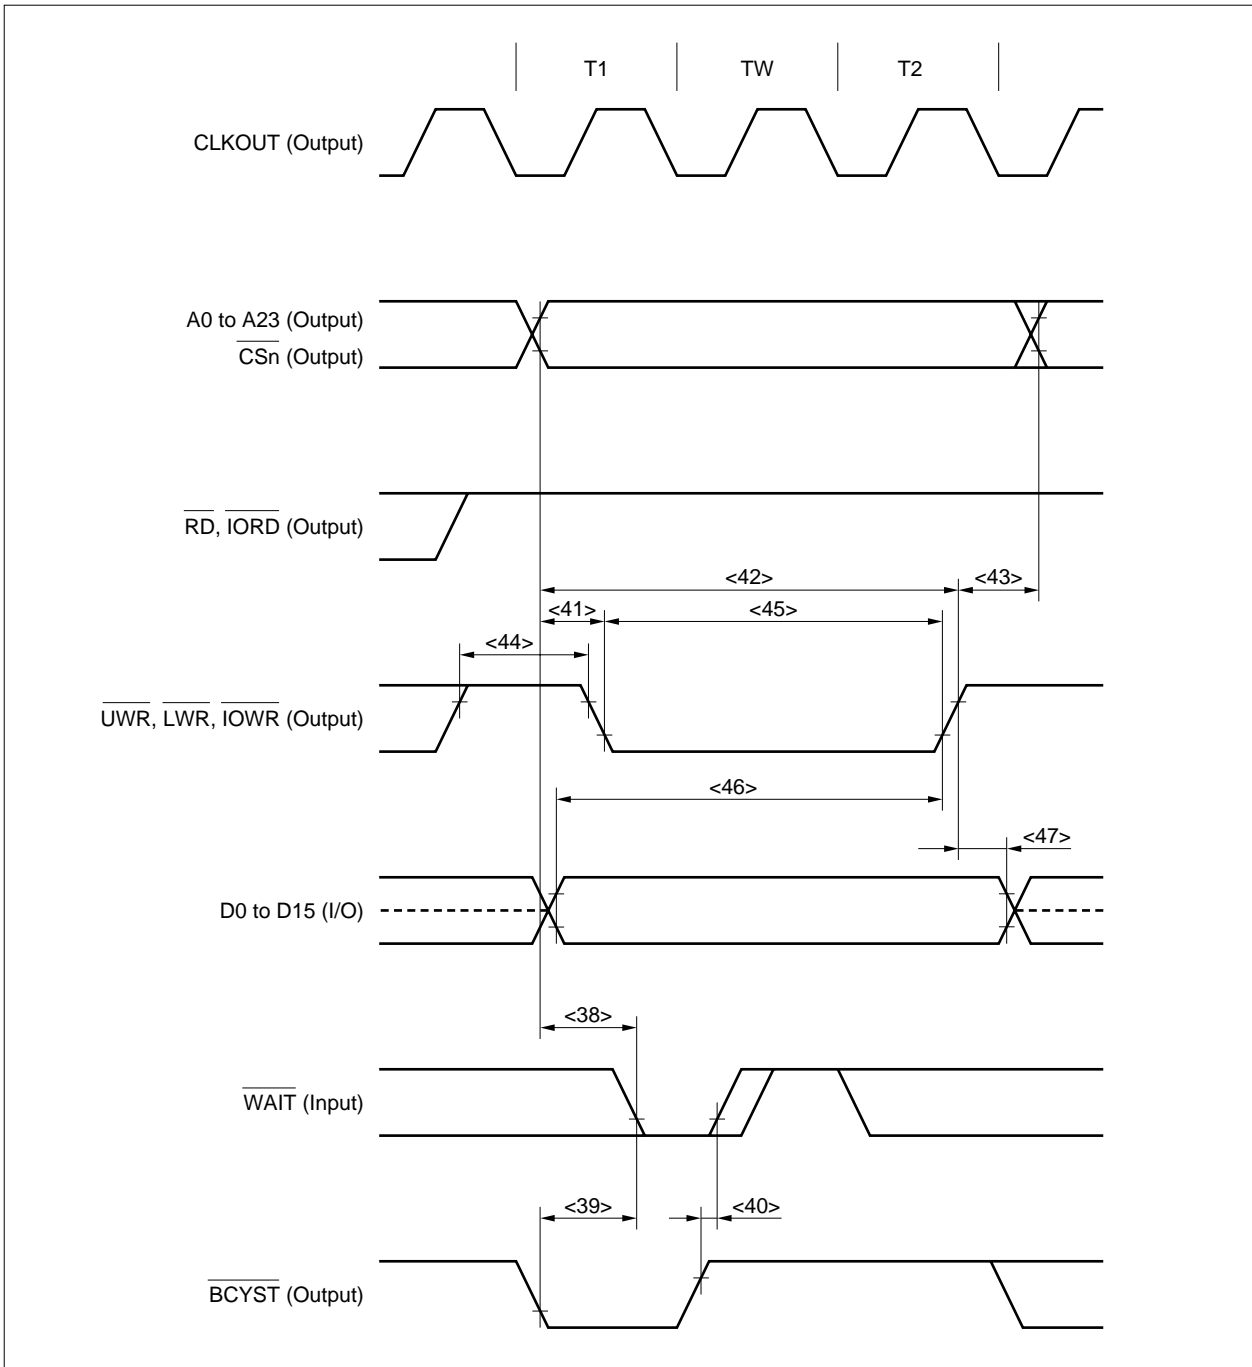 T1 TW T2
CLKOUT (Output)
A0 to A23 (Output)
CSn (Output)
RD, IORD (Output)
<42> <43>
<41> <45>
<44>
UWR, LWR, IOWR (Output)
<46>
<47>
D0 to D15 (I/O)
<38>
WAIT (Input)
<39> <40>
BCYST (Output)